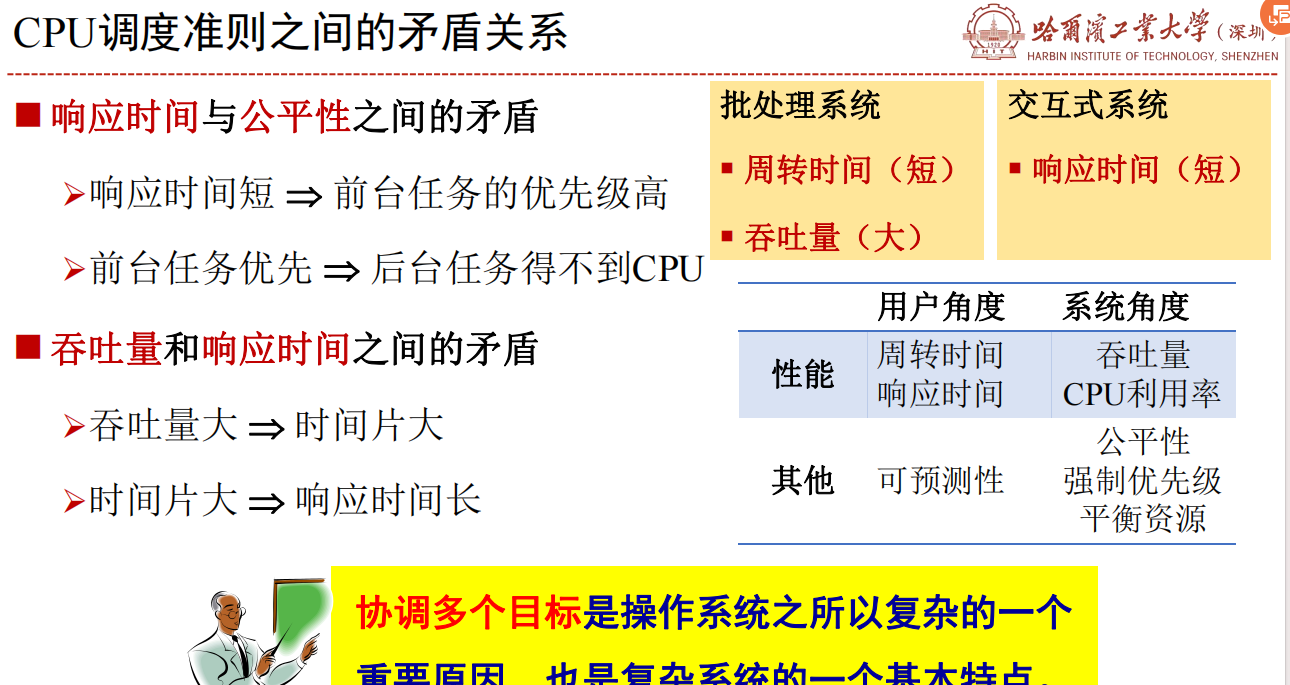 CPU调度准则之间的矛盾关系
哈尔滨工业大学(深圳)
HARBIN INSTITUTE OF TECHNOLOGY, SHENZHEN
响应时间与公平性之间的矛盾
响应时间短 ⇒ 前台任务的优先级高
前台任务优先 ⇒ 后台任务得不到CPU
吞吐量和响应时间之间的矛盾
吞吐量大 ⇒ 时间片大
时间片大 ⇒ 响应时间长
批处理系统
周转时间（短）
吞吐量（大）
交互式系统
响应时间（短）
用户角度 系统角度
性能
周转时间
响应时间
吞吐量
CPU利用率
其他
可预测性
公平性
强制优先级
平衡资源
协调多个目标是操作系统之所以复杂的一个
重要原因，也是复杂系统的一个基本特点。